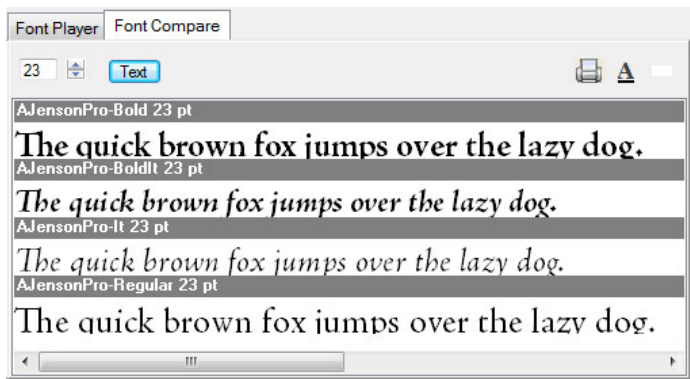 Font Player Font Compare
23 Text A
AJensonPro-Bold 23 pt
The quick brown fox jumps over the lazy dog.
AJensonPro-BoldIt 23 pt
The quick brown fox jumps over the lazy dog.
AJensonPro-It 23 pt
The quick brown fox jumps over the lazy dog.
AJensonPro-Regular 23 pt
The quick brown fox jumps over the lazy dog.